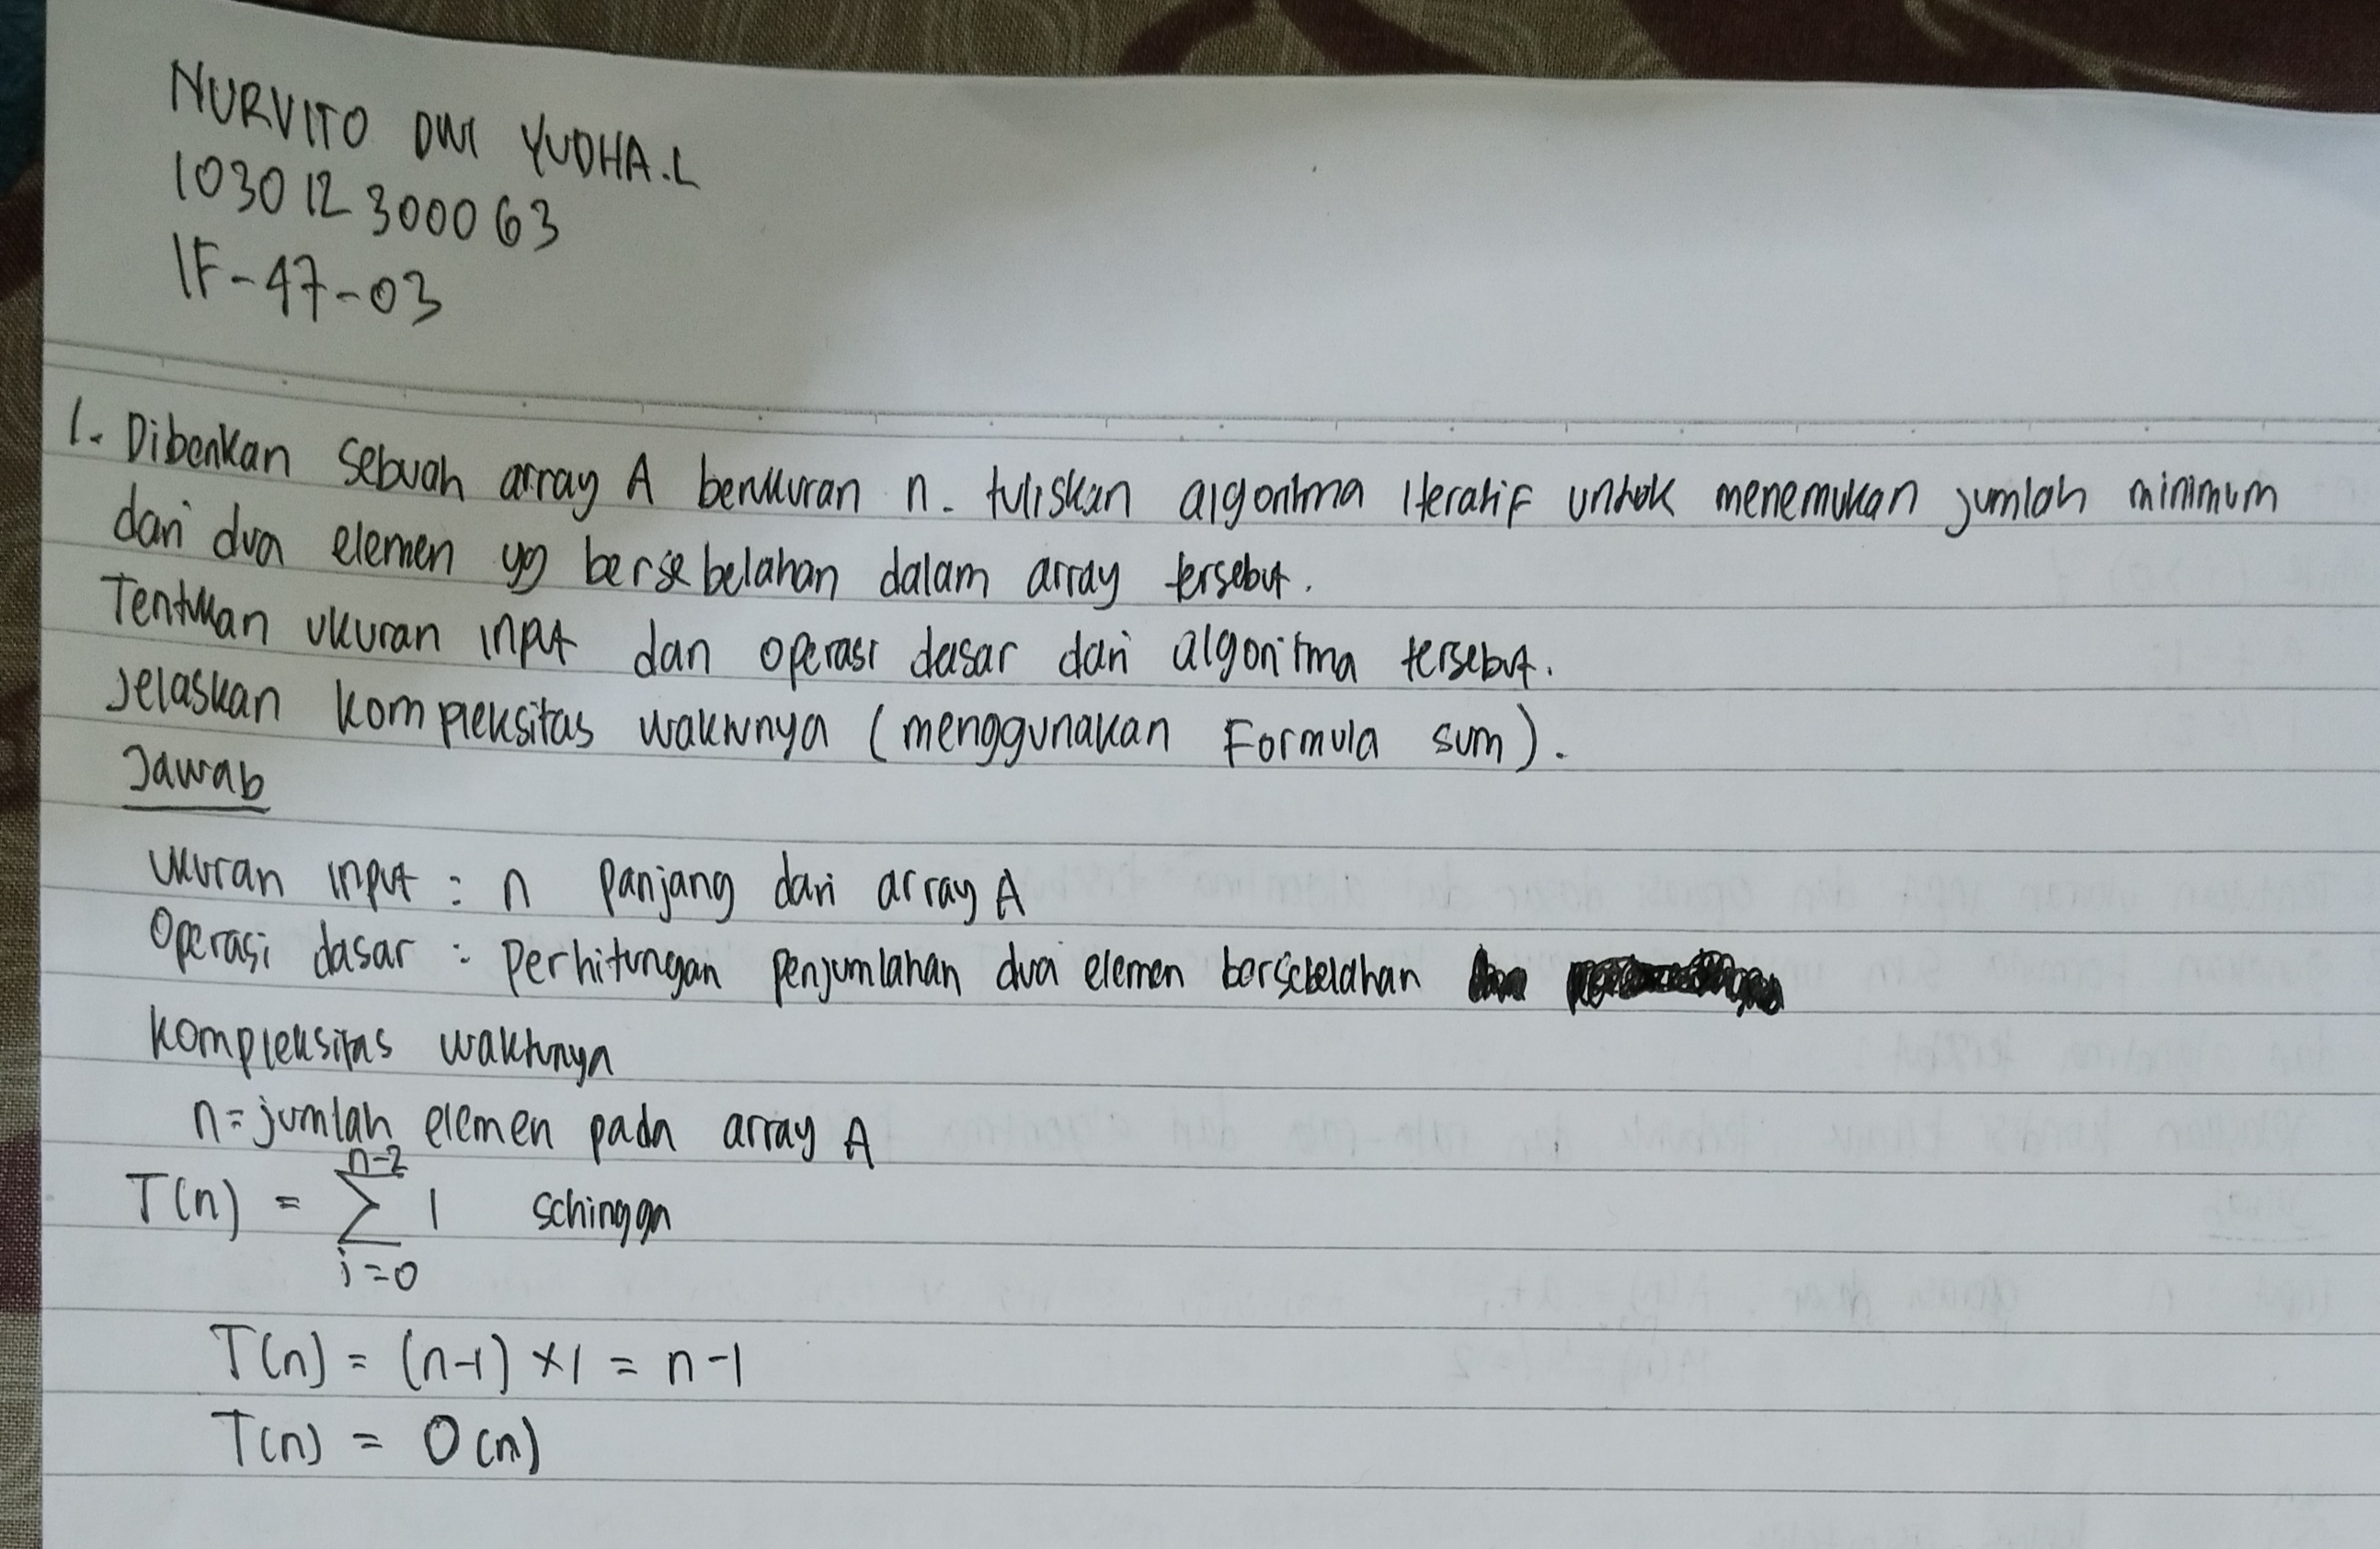 NURVITO DWI YUDHA.L
103012300063
IF-47-03
1. Diberikan sebuah array A berukuran n. tuliskan algoritma iteratif untuk menemukan jumlah minimum
dari dua elemen yg bersebelahan dalam array tersebut.
Tentukan ukuran input dan operasi dasar dari algoritma tersebut.
Jelaskan kompleksitas waktunya (menggunakan Formula sum).
Jawab
Ukuran input : n panjang dari array A
Operasi dasar : Perhitungan penjumlahan dua elemen bersebelahan
Kompleksitas waktunya
n = jumlah elemen pada array A
n-2
T(n) = Σ 1 sehingga
i=0
T(n) = (n-1) × 1 = n-1
T(n) = O(n)